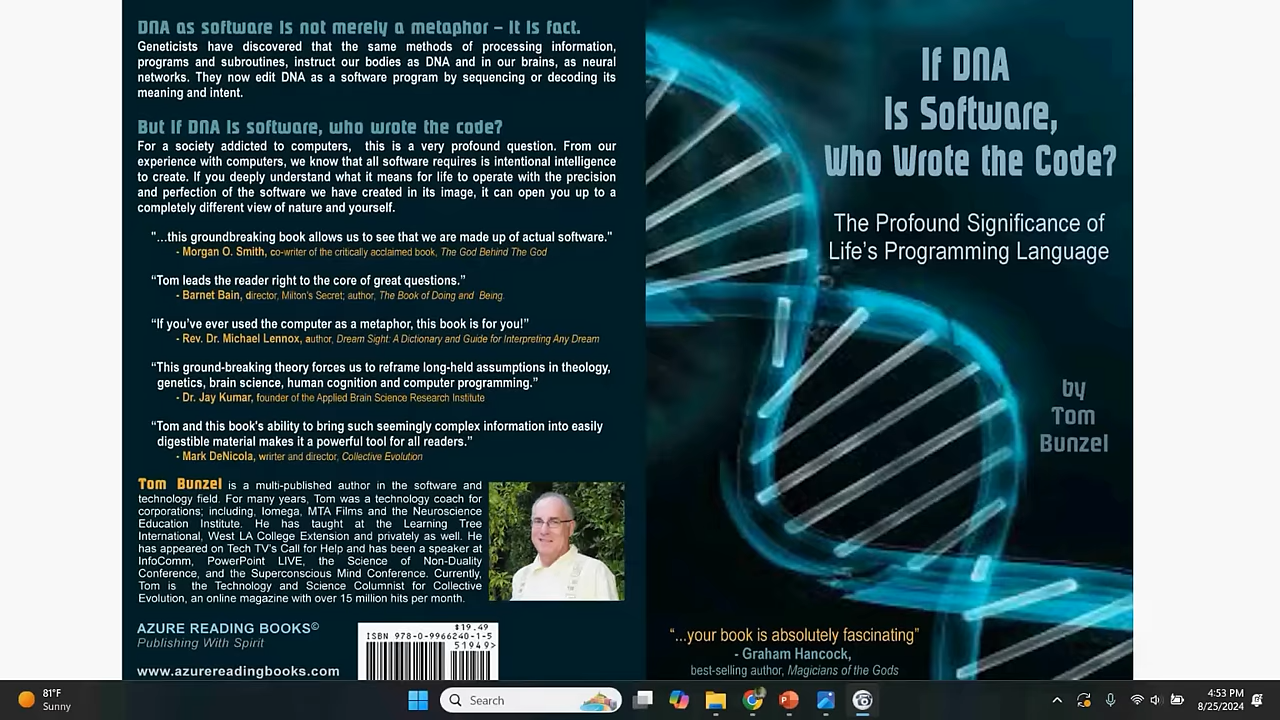 DNA as software is not merely a metaphor – it is fact.
Geneticists have discovered that the same methods of processing information,
programs and subroutines, instruct our bodies as DNA and in our brains, as neural
networks. They now edit DNA as a software program by sequencing or decoding its
meaning and intent.
But if DNA is software, who wrote the code?
For a society addicted to computers, this is a very profound question. From our
experience with computers, we know that all software requires is intentional intelligence
to create. If you deeply understand what it means for life to operate with the precision
and perfection of the software we have created in its image, it can open you up to a
completely different view of nature and yourself.
"...this groundbreaking book allows us to see that we are made up of actual software."
- Morgan O. Smith, co-writer of the critically acclaimed book, The God Behind The God
“Tom leads the reader right to the core of great questions.”
- Barnet Bain, director, Milton's Secret; author, The Book of Doing and Being.
“If you’ve ever used the computer as a metaphor, this book is for you!”
- Rev. Dr. Michael Lennox, author, Dream Sight: A Dictionary and Guide for Interpreting Any Dream
“This ground-breaking theory forces us to reframe long-held assumptions in theology,
genetics, brain science, human cognition and computer programming.”
- Dr. Jay Kumar, founder of the Applied Brain Science Research Institute
“Tom and this book's ability to bring such seemingly complex information into easily
digestible material makes it a powerful tool for all readers.”
- Mark DeNicola, wrirter and director, Collective Evolution
Tom Bunzel is a multi-published author in the software and
technology field. For many years, Tom was a technology coach for
corporations; including, Iomega, MTA Films and the Neuroscience
Education Institute. He has taught at the Learning Tree
International, West LA College Extension and privately as well. He
has appeared on Tech TV's Call for Help and has been a speaker at
InfoComm, PowerPoint LIVE, the Science of Non-Duality
Conference, and the Superconscious Mind Conference. Currently,
Tom is the Technology and Science Columnist for Collective
Evolution, an online magazine with over 15 million hits per month.
AZURE READING BOOKS©
Publishing With Spirit
www.azurereadingbooks.com
$19.49
ISBN 978-0-9966240-1-5
51949>
If DNA
Is Software,
Who Wrote the Code?
The Profound Significance of
Life’s Programming Language
by
Tom
Bunzel
“...your book is absolutely fascinating”
- Graham Hancock,
best-selling author, Magicians of the Gods
81°F
Sunny
Search
4:53 PM
8/25/2024